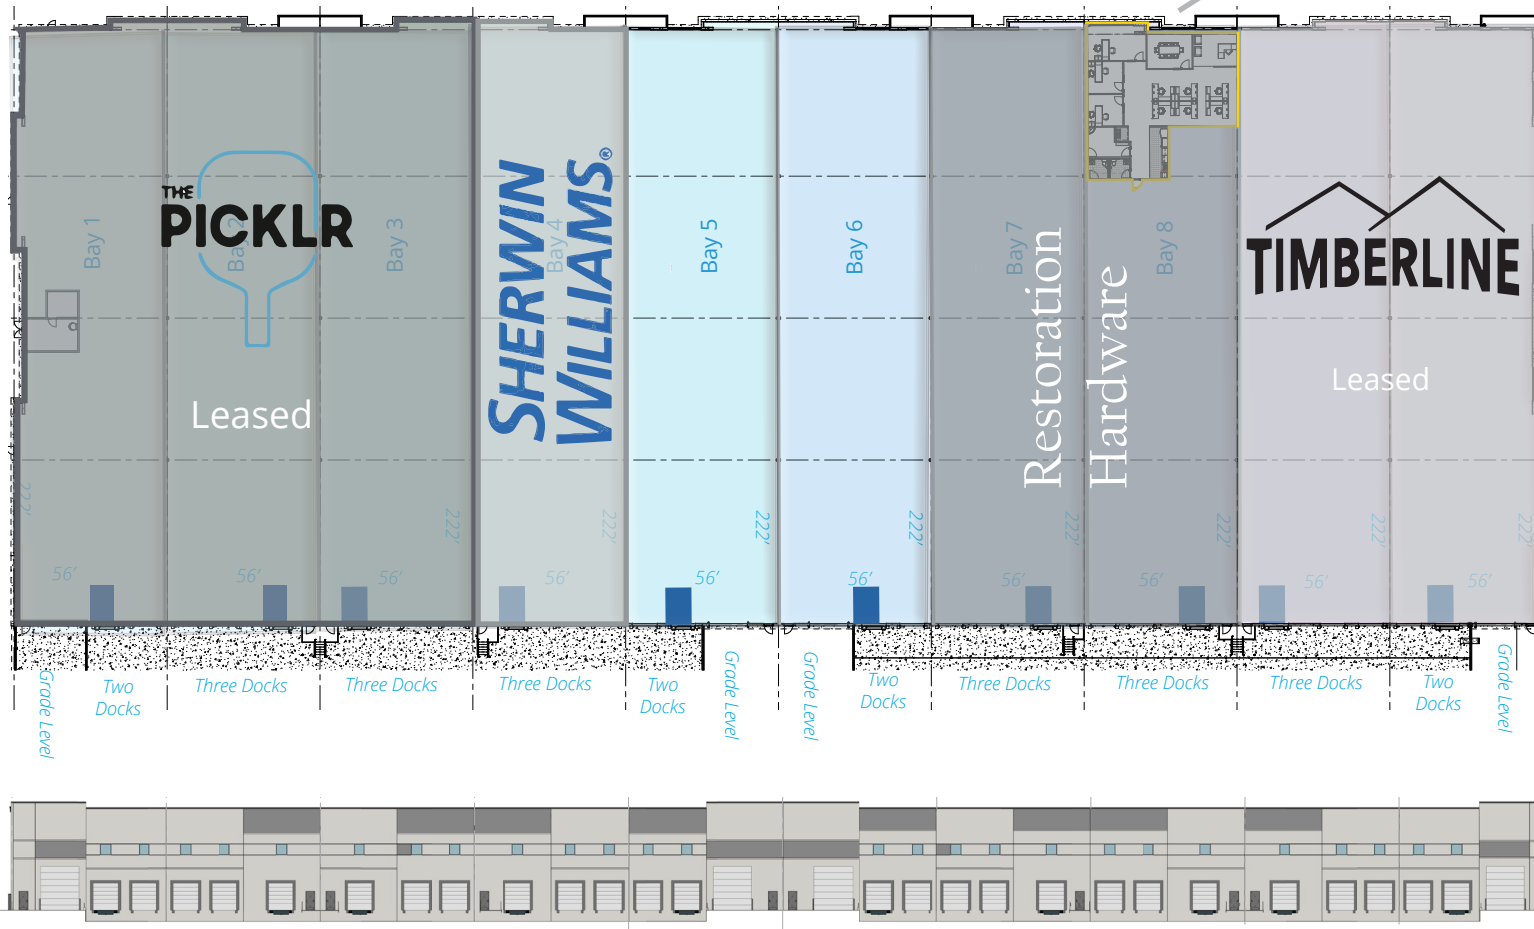 THE
PICKLR
Bay 1
Bay 2
Bay 3
Leased
SHERWIN
WILLIAMS®
Bay 4
Bay 5
Bay 6
Bay 7
Restoration
Hardware
Bay 8
TIMBERLINE
Leased
222'
222'
222'
222'
222'
222'
222'
222'
222'
56'
56'
56'
56'
56'
56'
56'
56'
56'
56'
Grade Level
Two
Docks
Three Docks
Three Docks
Three Docks
Two
Docks
Grade Level
Grade Level
Two
Docks
Three Docks
Three Docks
Three Docks
Two
Docks
Grade Level